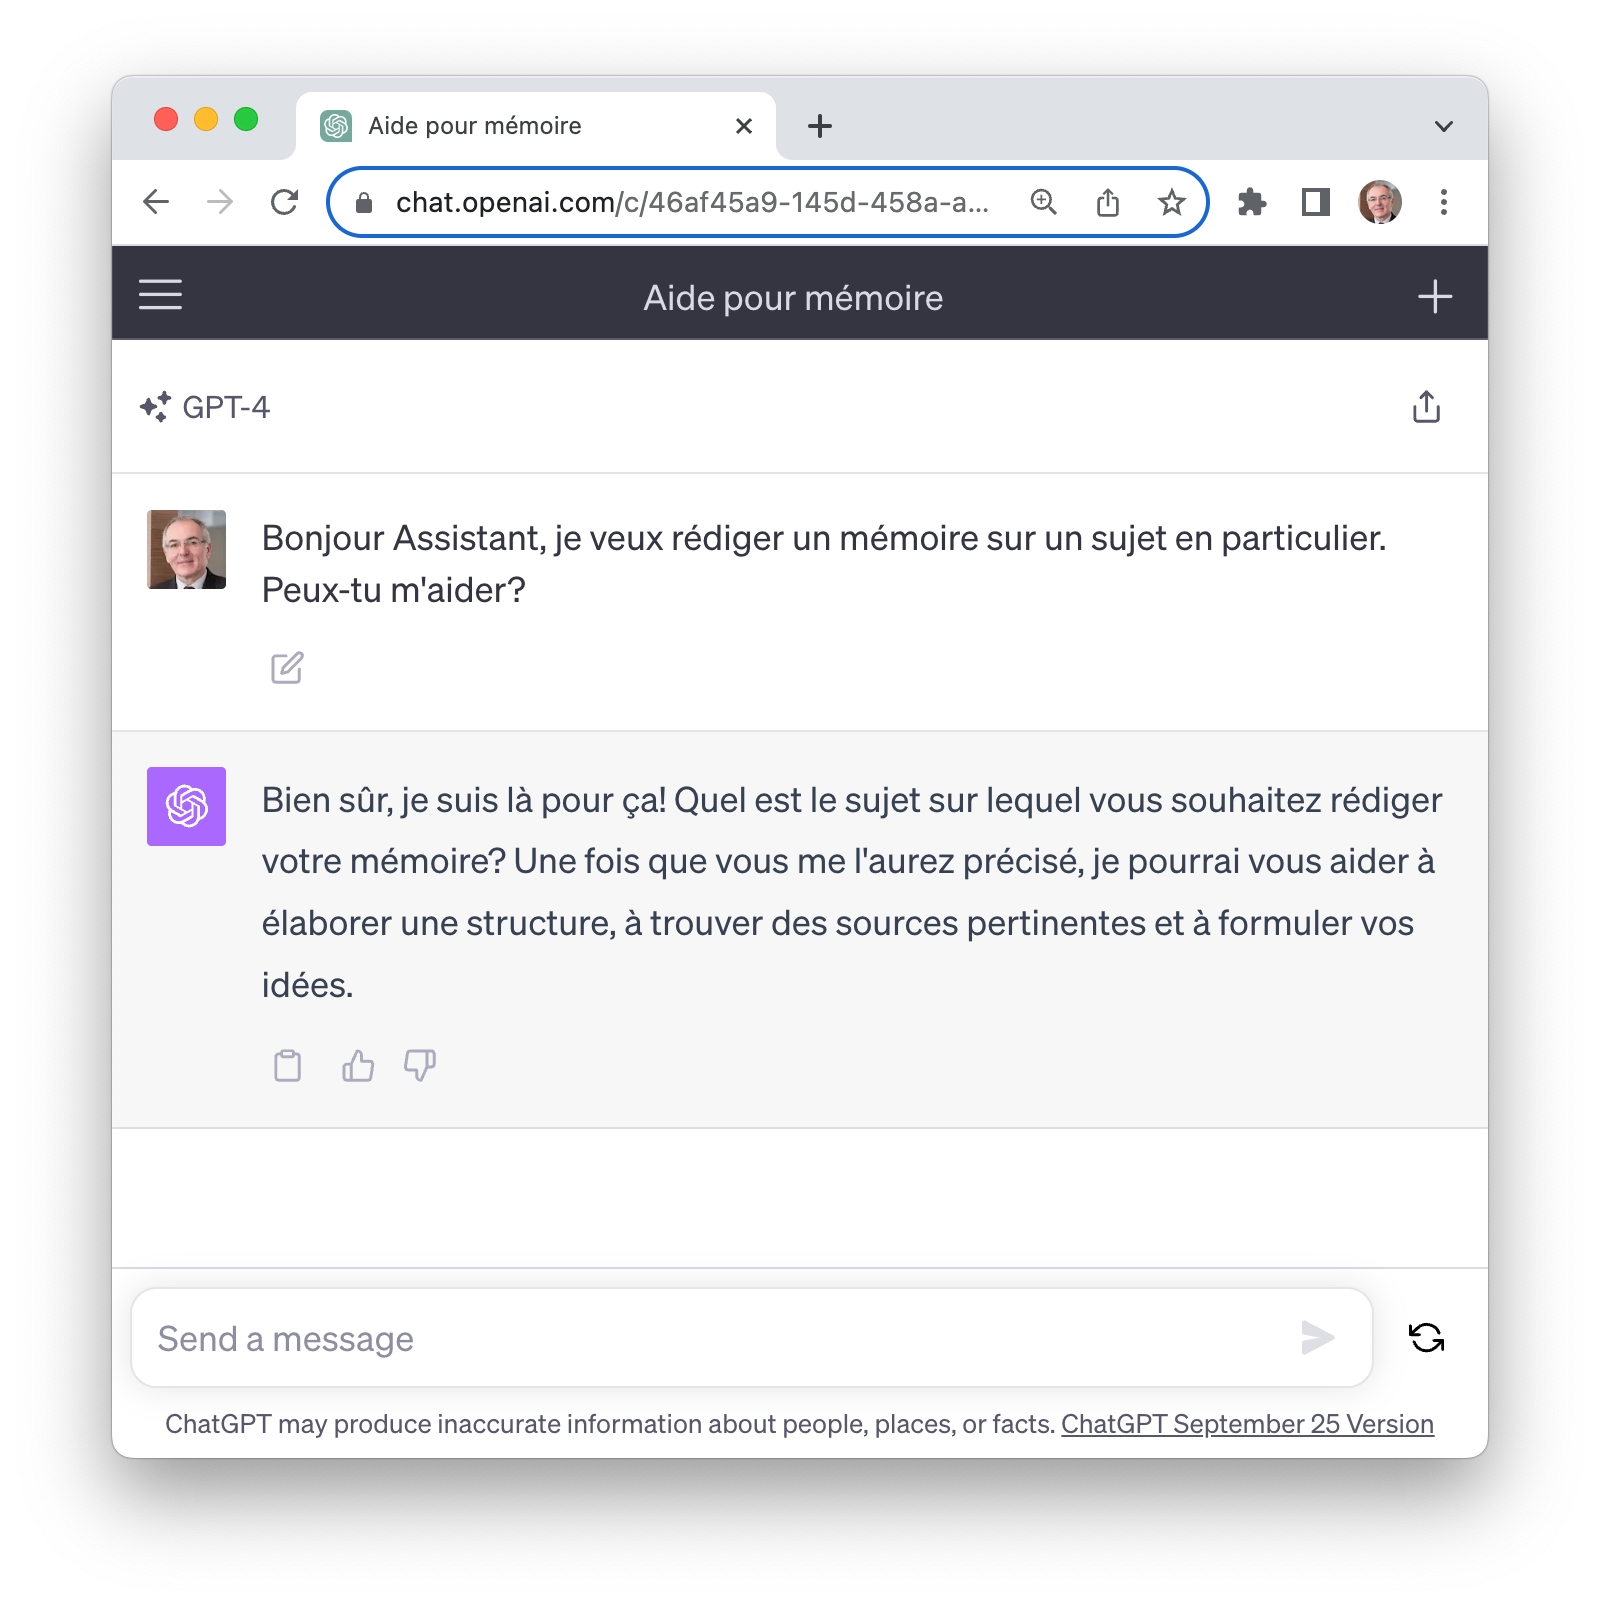 Aide pour mémoire
chat.openai.com/c/46af45a9-145d-458a-a...
Aide pour mémoire
GPT-4
Bonjour Assistant, je veux rédiger un mémoire sur un sujet en particulier.
Peux-tu m'aider?
Bien sûr, je suis là pour ça! Quel est le sujet sur lequel vous souhaitez rédiger
votre mémoire? Une fois que vous me l'aurez précisé, je pourrai vous aider à
élaborer une structure, à trouver des sources pertinentes et à formuler vos
idées.
Send a message
ChatGPT may produce inaccurate information about people, places, or facts. ChatGPT September 25 Version